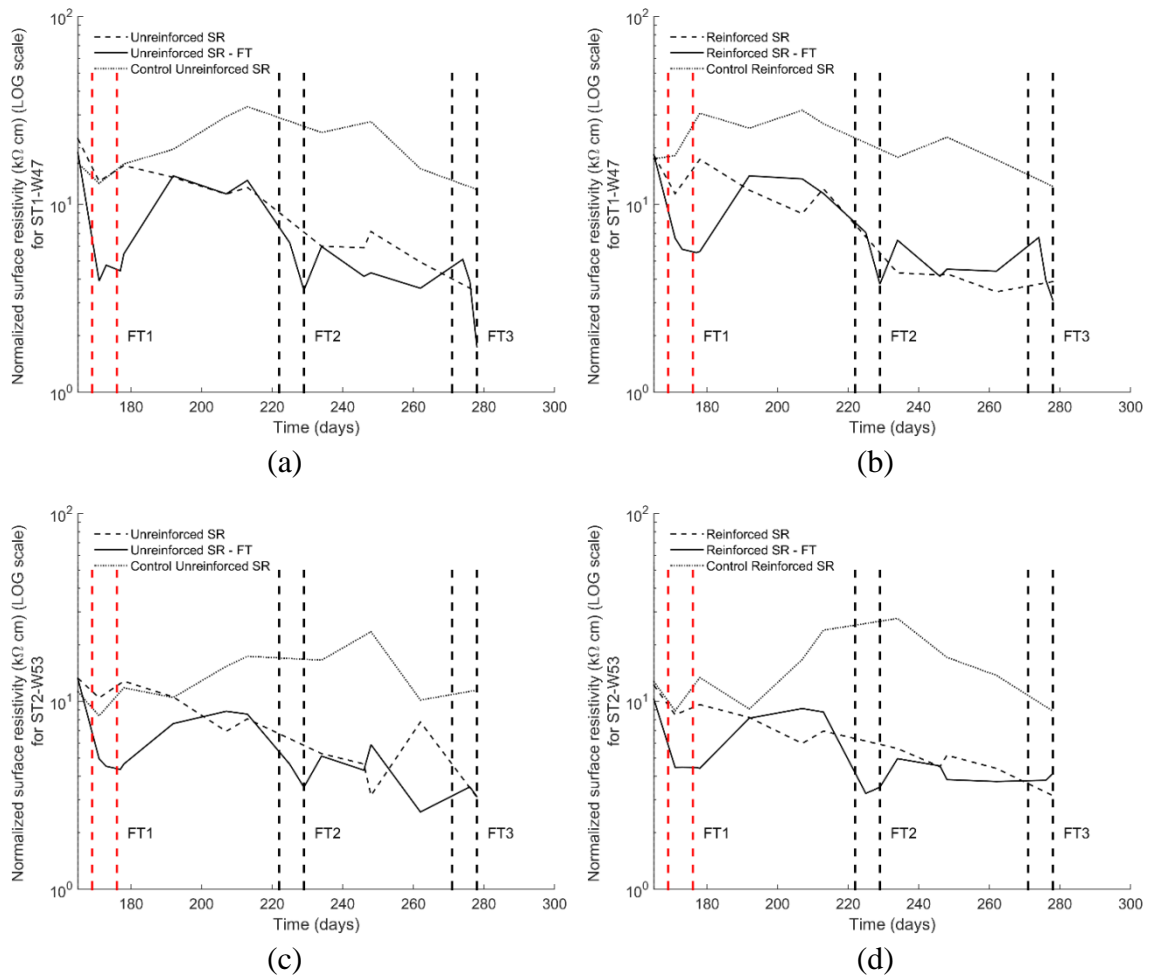 Normalized surface resistivity (kΩ cm) (LOG scale)
for ST1-W47
10^2
10^1
10^0
Unreinforced SR
Unreinforced SR - FT
Control Unreinforced SR
FT1
FT2
FT3
180
200
220
240
260
280
300
Time (days)
(a)
Normalized surface resistivity (kΩ cm) (LOG scale)
for ST1-W47
10^2
10^1
10^0
Reinforced SR
Reinforced SR - FT
Control Reinforced SR
FT1
FT2
FT3
180
200
220
240
260
280
300
Time (days)
(b)
Normalized surface resistivity (kΩ cm) (LOG scale)
for ST2-W53
10^2
10^1
10^0
Unreinforced SR
Unreinforced SR - FT
Control Unreinforced SR
FT1
FT2
FT3
180
200
220
240
260
280
300
Time (days)
(c)
Normalized surface resistivity (kΩ cm) (LOG scale)
for ST2-W53
10^2
10^1
10^0
Reinforced SR
Reinforced SR - FT
Control Reinforced SR
FT1
FT2
FT3
180
200
220
240
260
280
300
Time (days)
(d)